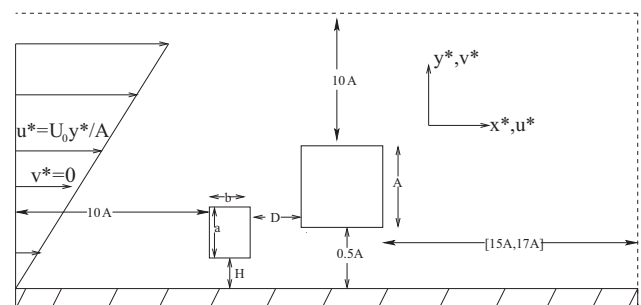 10A
y*,v*
x*,u*
u*=U₀y*/A
v*=0
A
b
10A
D
a
0.5A
[15A,17A]
H